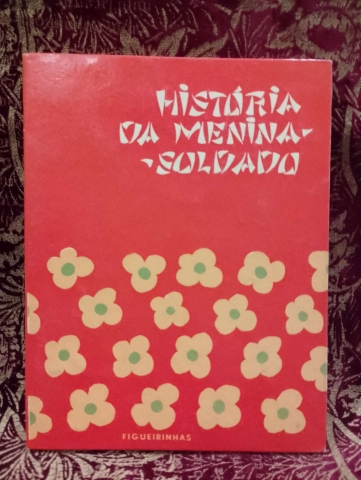 HISTÓRIA
DA MENINA-
-SOLDADO
FIGUEIRINHAS